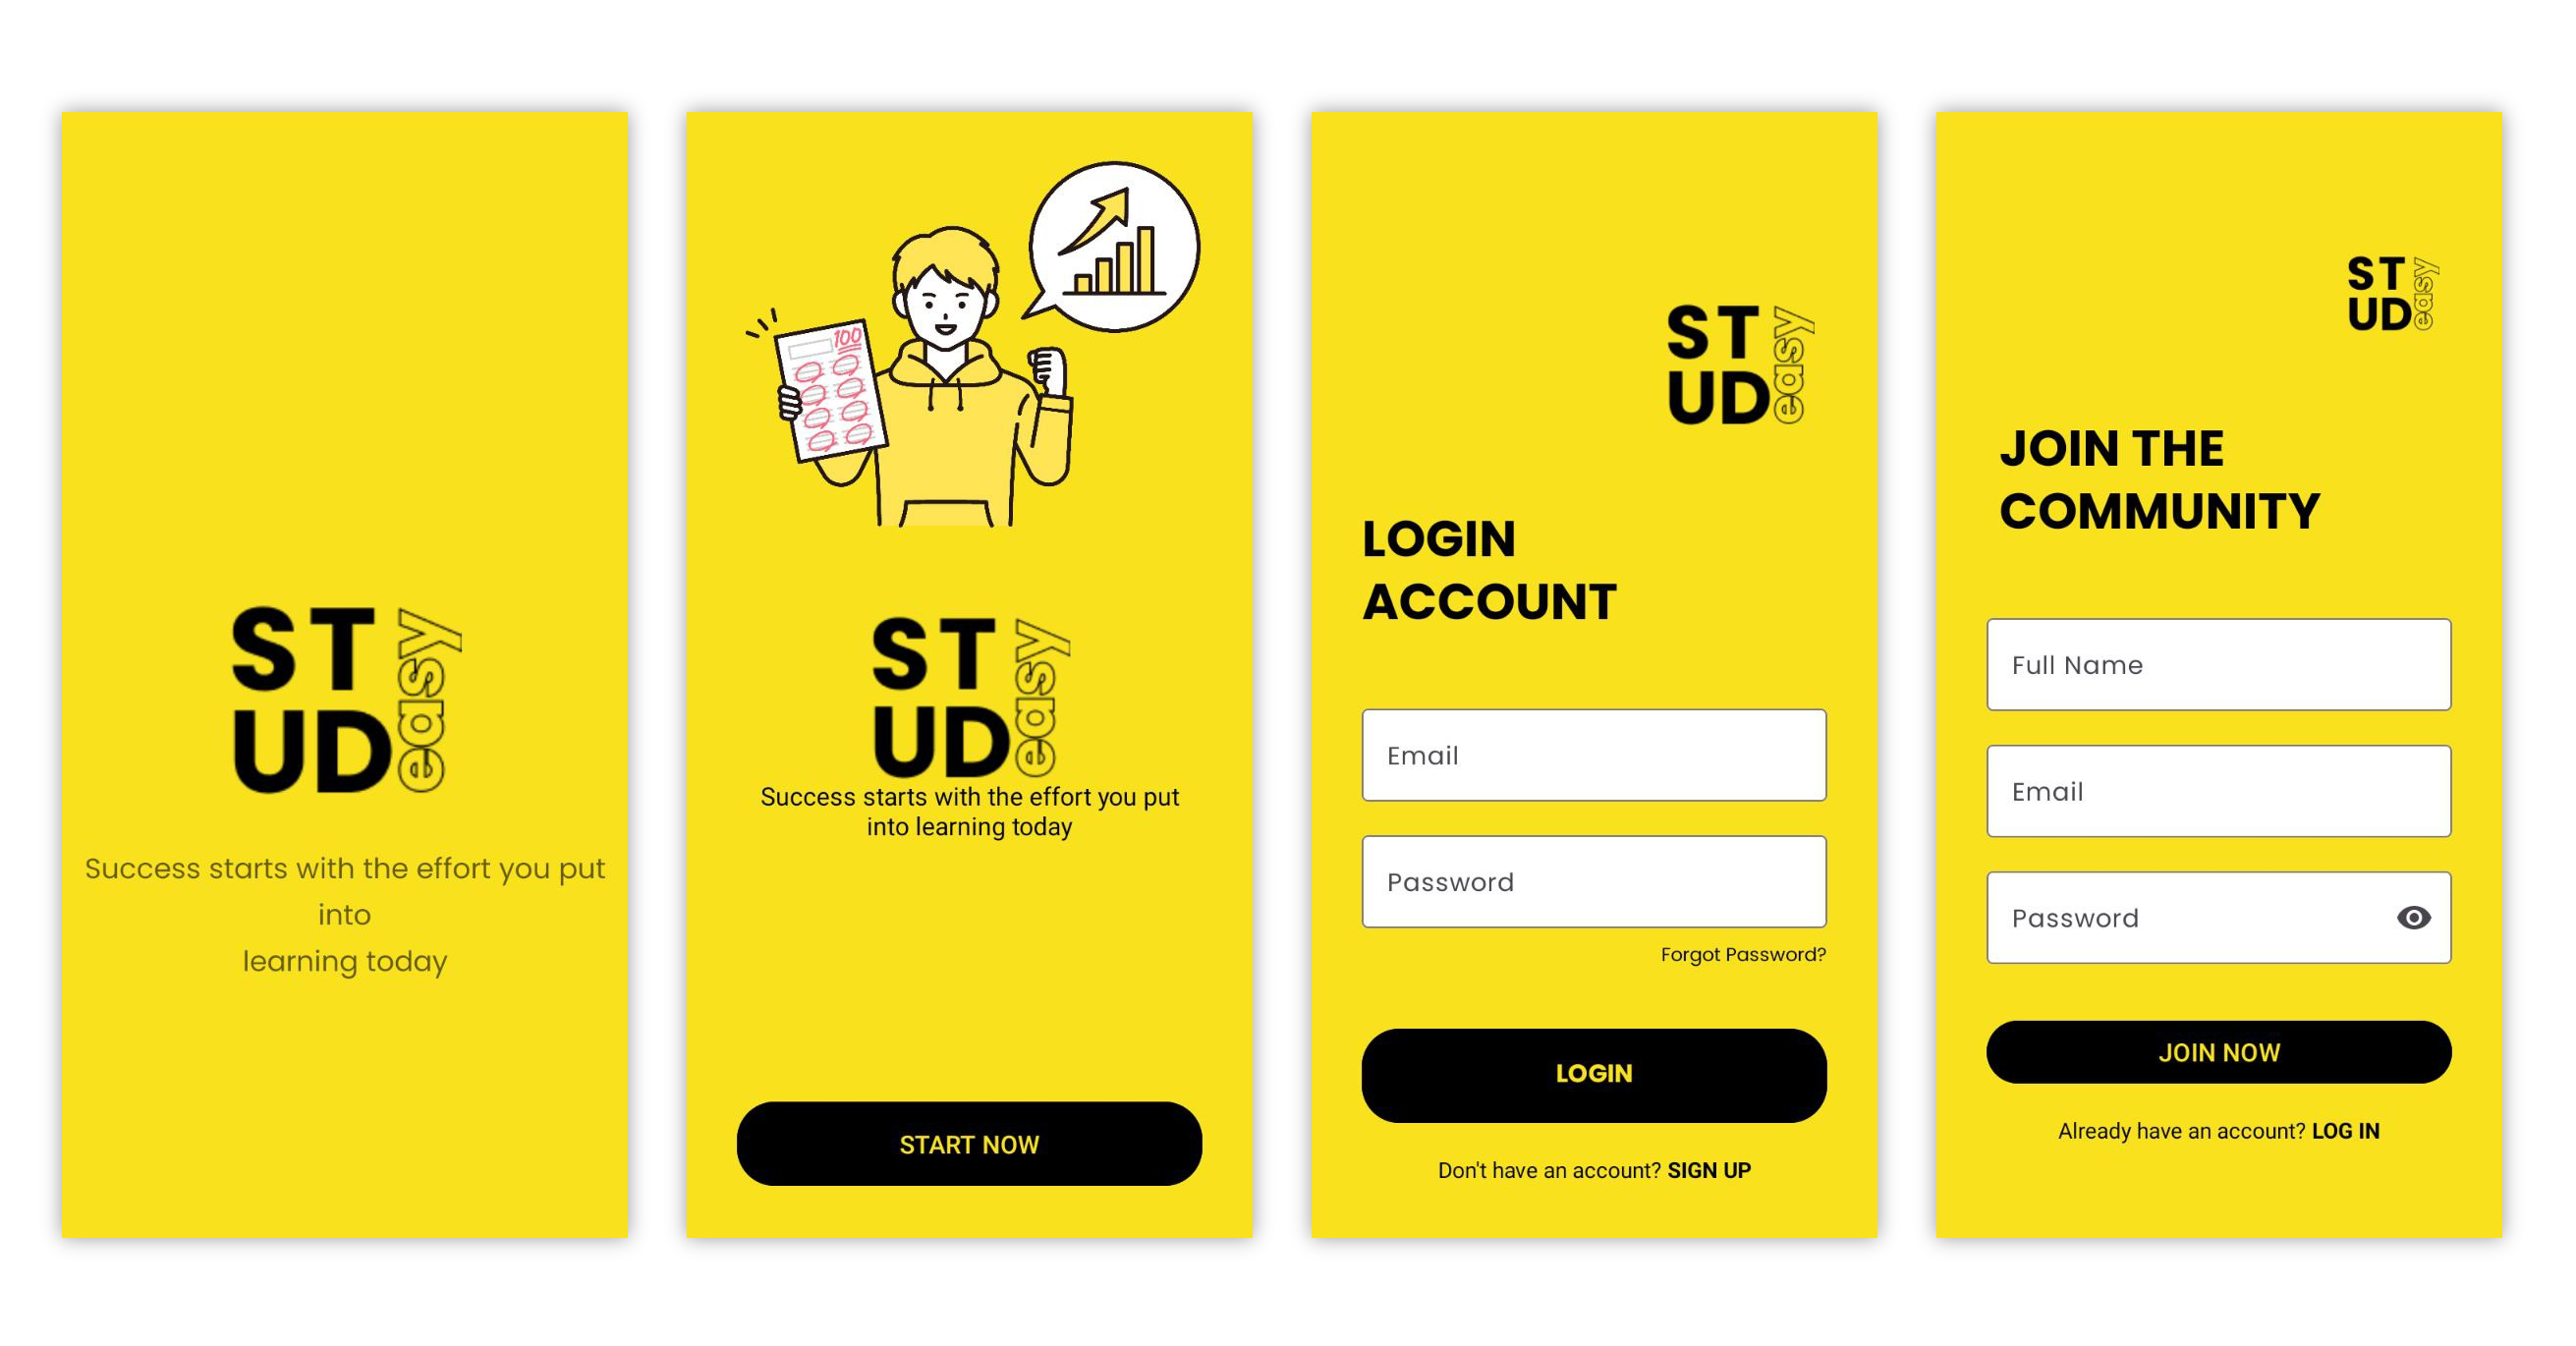 ST
UD
easy
Success starts with the effort you put
into
learning today
100
ST
UD
easy
Success starts with the effort you put
into learning today
START NOW
ST
UD
easy
LOGIN
ACCOUNT
Email
Password
Forgot Password?
LOGIN
Don't have an account? SIGN UP
ST
UD
easy
JOIN THE
COMMUNITY
Full Name
Email
Password
JOIN NOW
Already have an account? LOG IN